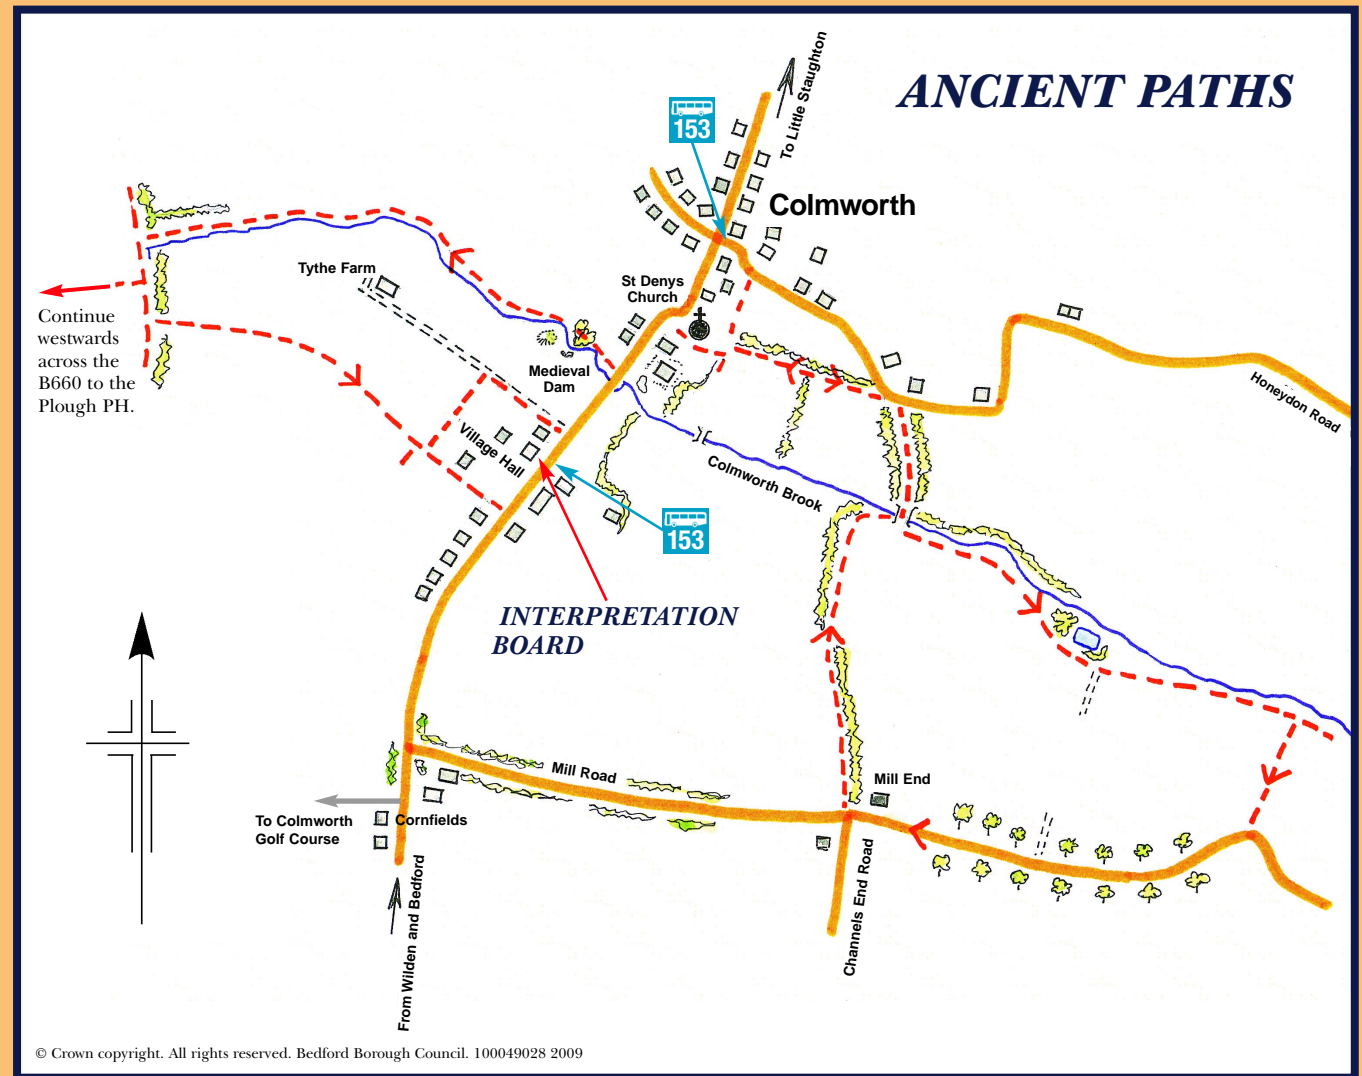 ANCIENT PATHS
To Little Staughton
153
Colmworth
Tythe Farm
St Denys
Church
Continue
westwards
across the
B660 to the
Plough PH.
Medieval
Dam
Honeydon Road
Village Hall
Colmworth Brook
153
INTERPRETATION
BOARD
Mill Road
Mill End
To Colmworth
Golf Course
Cornfields
Channels End Road
From Wilden and Bedford
© Crown copyright. All rights reserved. Bedford Borough Council. 100049028 2009